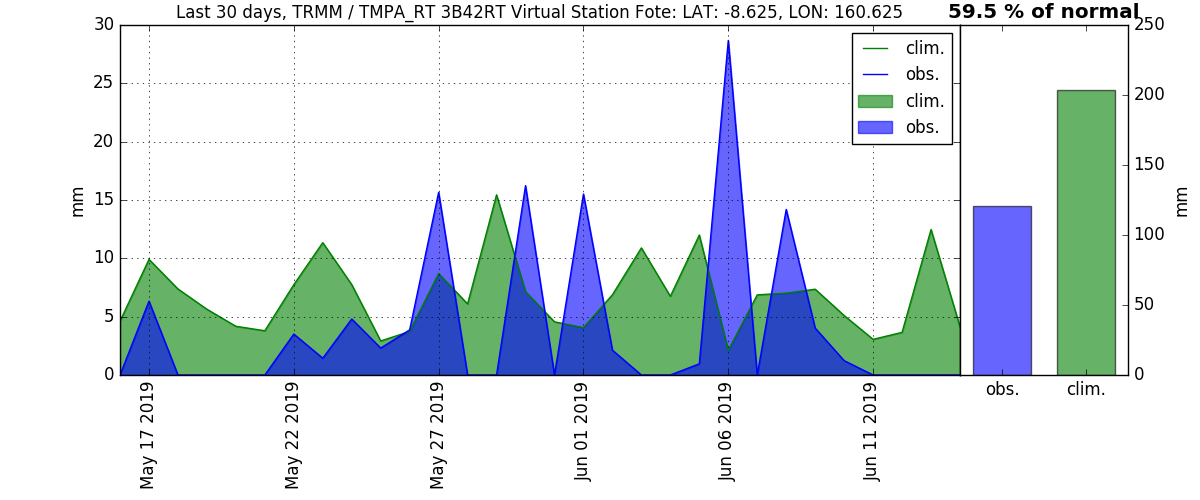 Last 30 days, TRMM / TMPA_RT 3B42RT Virtual Station Fote: LAT: -8.625, LON: 160.625
59.5 % of normal
30
25
20
15
10
5
0
mm
clim.
obs.
clim.
obs.
250
200
150
100
50
0
mm
obs.
clim.
May 17 2019
May 22 2019
May 27 2019
Jun 01 2019
Jun 06 2019
Jun 11 2019